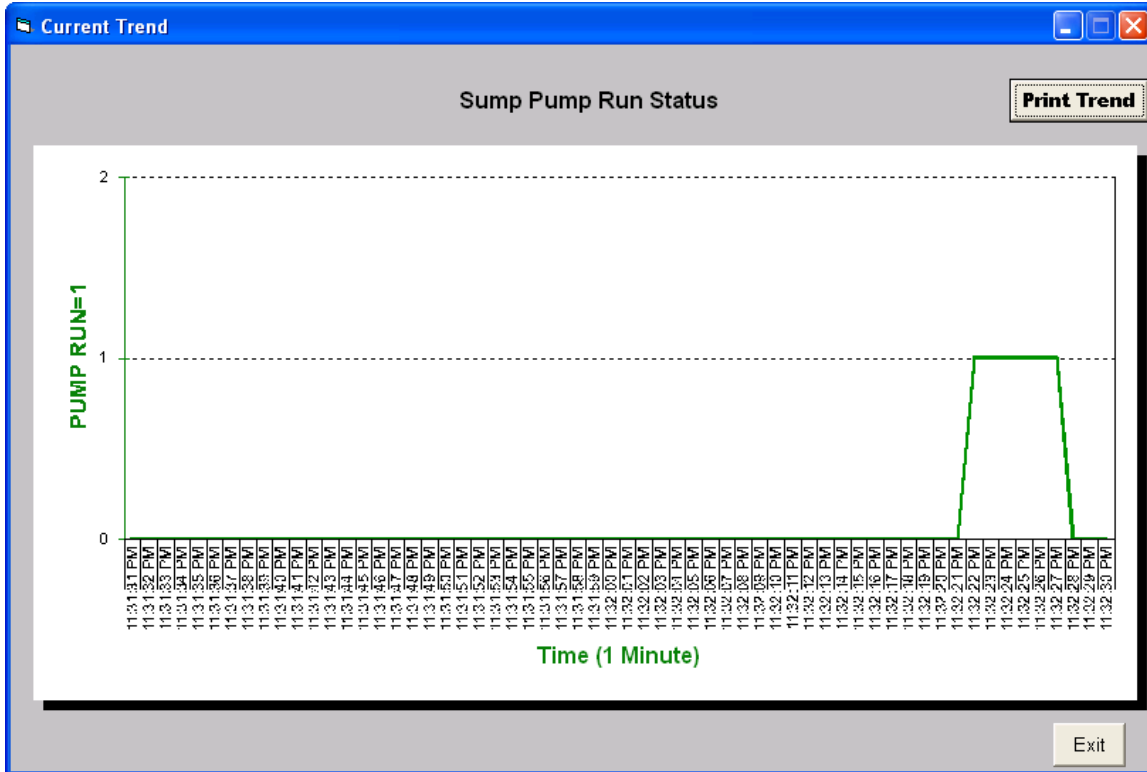 Current Trend
Sump Pump Run Status
Print Trend
2
1
0
PUMP RUN=1
11:31:31 PM
11:31:32 PM
11:31:33 PM
11:31:34 PM
11:31:35 PM
11:31:36 PM
11:31:37 PM
11:31:38 PM
11:31:39 PM
11:31:40 PM
11:31:41 PM
11:31:42 PM
11:31:43 PM
11:31:44 PM
11:31:45 PM
11:31:46 PM
11:31:47 PM
11:31:48 PM
11:31:49 PM
11:31:50 PM
11:31:51 PM
11:31:52 PM
11:31:53 PM
11:31:54 PM
11:31:55 PM
11:31:56 PM
11:31:57 PM
11:31:58 PM
11:31:59 PM
11:32:00 PM
11:32:01 PM
11:32:02 PM
11:32:03 PM
11:32:04 PM
11:32:05 PM
11:32:06 PM
11:32:07 PM
11:32:08 PM
11:32:09 PM
11:32:10 PM
11:32:11 PM
11:32:12 PM
11:32:13 PM
11:32:14 PM
11:32:15 PM
11:32:16 PM
11:32:17 PM
11:32:18 PM
11:32:19 PM
11:32:20 PM
11:32:21 PM
11:32:22 PM
11:32:23 PM
11:32:24 PM
11:32:25 PM
11:32:26 PM
11:32:27 PM
11:32:28 PM
11:32:29 PM
11:32:30 PM
Time (1 Minute)
Exit